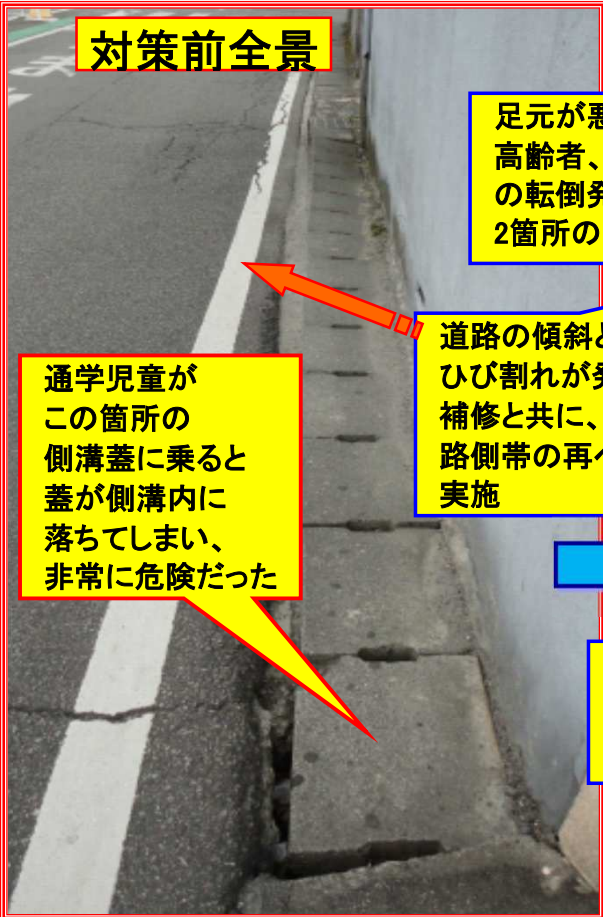 対策前全景
足元が悪
高齢者、
の転倒発
2箇所の
道路の傾斜と
ひび割れが発
補修と共に、
路側帯の再ペ
実施
通学児童が
この箇所の
側溝蓋に乗ると
蓋が側溝内に
落ちてしまい、
非常に危険だった